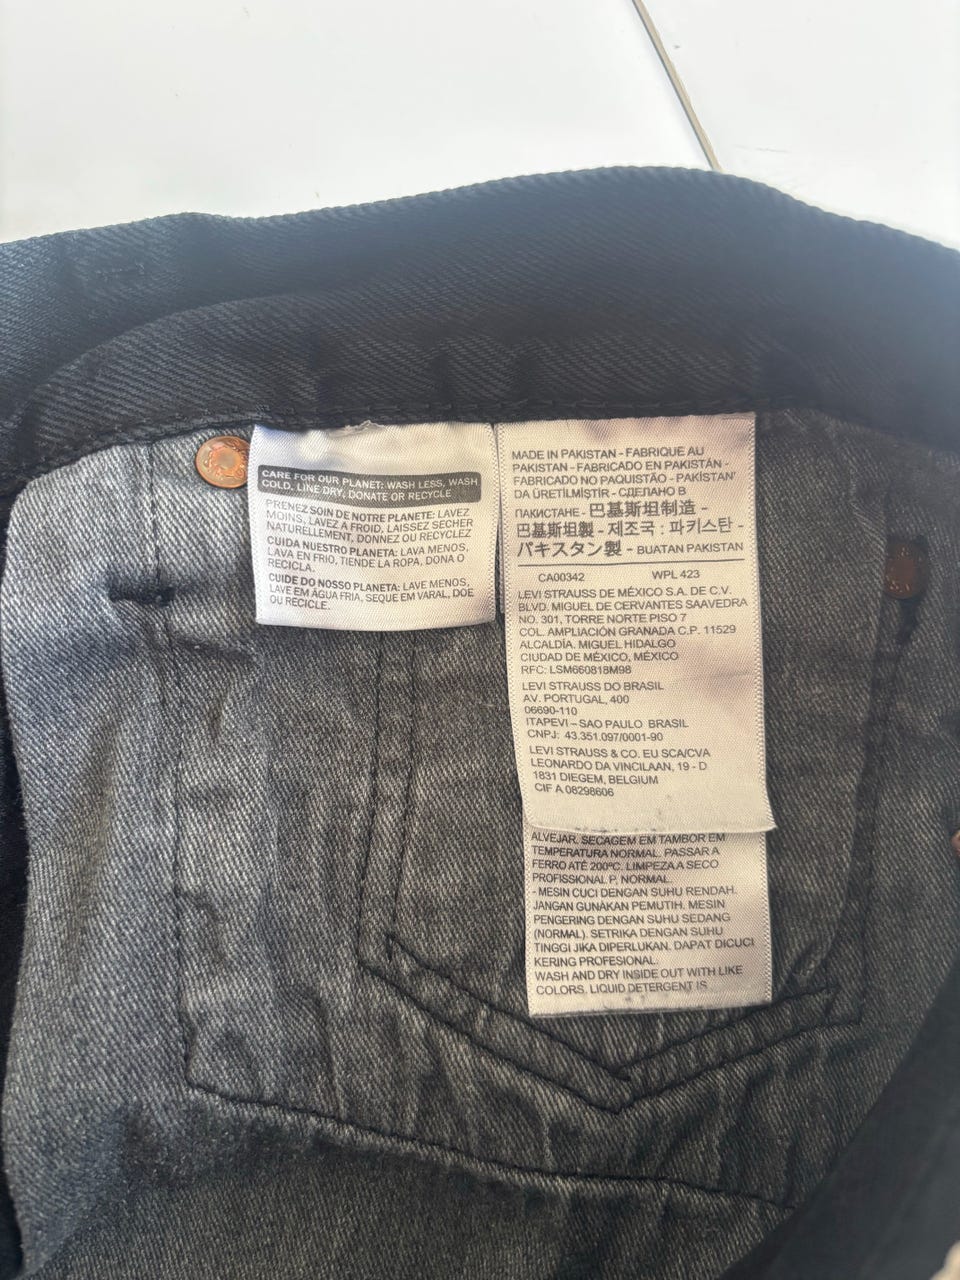 CARE FOR OUR PLANET: WASH LESS, WASH
COLD, LINE DRY, DONATE OR RECYCLE
PRENEZ SOIN DE NOTRE PLANETE: LAVEZ
MOINS, LAVEZ A FROID, LAISSEZ SECHER
NATURELLEMENT, DONNEZ OU RECYCLEZ
CUIDA NUESTRO PLANETA: LAVA MENOS,
LAVA EN FRIO, TIENDE LA ROPA, DONA O
RECICLA.
CUIDE DO NOSSO PLANETA: LAVE MENOS,
LAVE EM ÁGUA FRIA, SEQUE EM VARAL, DOE
OU RECICLE.
MADE IN PAKISTAN - FABRIQUE AU
PAKISTAN - FABRICADO EN PAKISTÁN -
FABRICADO NO PAQUISTÃO - PAKİSTAN'
DA ÜRETİLMİŞTİR - СДЕЛАНО В
ПАКИСТАНЕ - 巴基斯坦制造 -
巴基斯坦製 - 제조국 : 파키스탄 -
パキスタン製 - BUATAN PAKISTAN
CA00342 WPL 423
LEVI STRAUSS DE MÉXICO S.A. DE C.V.
BLVD. MIGUEL DE CERVANTES SAAVEDRA
NO. 301, TORRE NORTE PISO 7
COL. AMPLIACIÓN GRANADA C.P. 11529
ALCALDÍA. MIGUEL HIDALGO
CIUDAD DE MÉXICO, MÉXICO
RFC: LSM660818M98
LEVI STRAUSS DO BRASIL
AV. PORTUGAL, 400
06690-110
ITAPEVI – SAO PAULO BRASIL
CNPJ: 43.351.097/0001-90
LEVI STRAUSS & CO. EU SCA/CVA
LEONARDO DA VINCILAAN, 19 - D
1831 DIEGEM, BELGIUM
CIF A 08298606
ALVEJAR. SECAGEM EM TAMBOR EM
TEMPERATURA NORMAL. PASSAR A
FERRO ATÉ 200ºC. LIMPEZA A SECO
PROFISSIONAL P, NORMAL.
- MESIN CUCI DENGAN SUHU RENDAH.
JANGAN GUNAKAN PEMUTIH. MESIN
PENGERING DENGAN SUHU SEDANG
(NORMAL). SETRIKA DENGAN SUHU
TINGGI JIKA DIPERLUKAN. DAPAT DICUCI
KERING PROFESIONAL.
WASH AND DRY INSIDE OUT WITH LIKE
COLORS. LIQUID DETERGENT IS